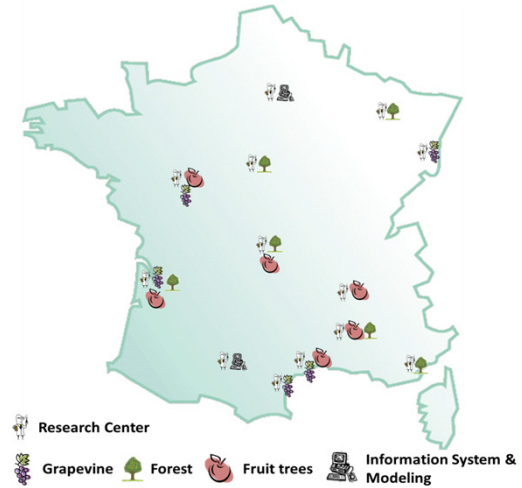 Research Center
Grapevine Forest Fruit trees Information System &
Modeling